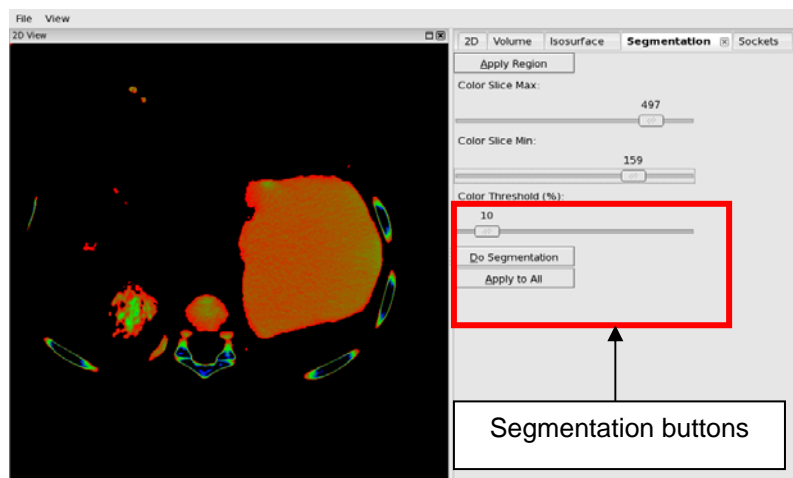 File View
2D View
2D Volume Isosurface Segmentation Sockets
Apply Region
Color Slice Max:
497
Color Slice Min:
159
Color Threshold (%):
10
Do Segmentation
Apply to All
Segmentation buttons